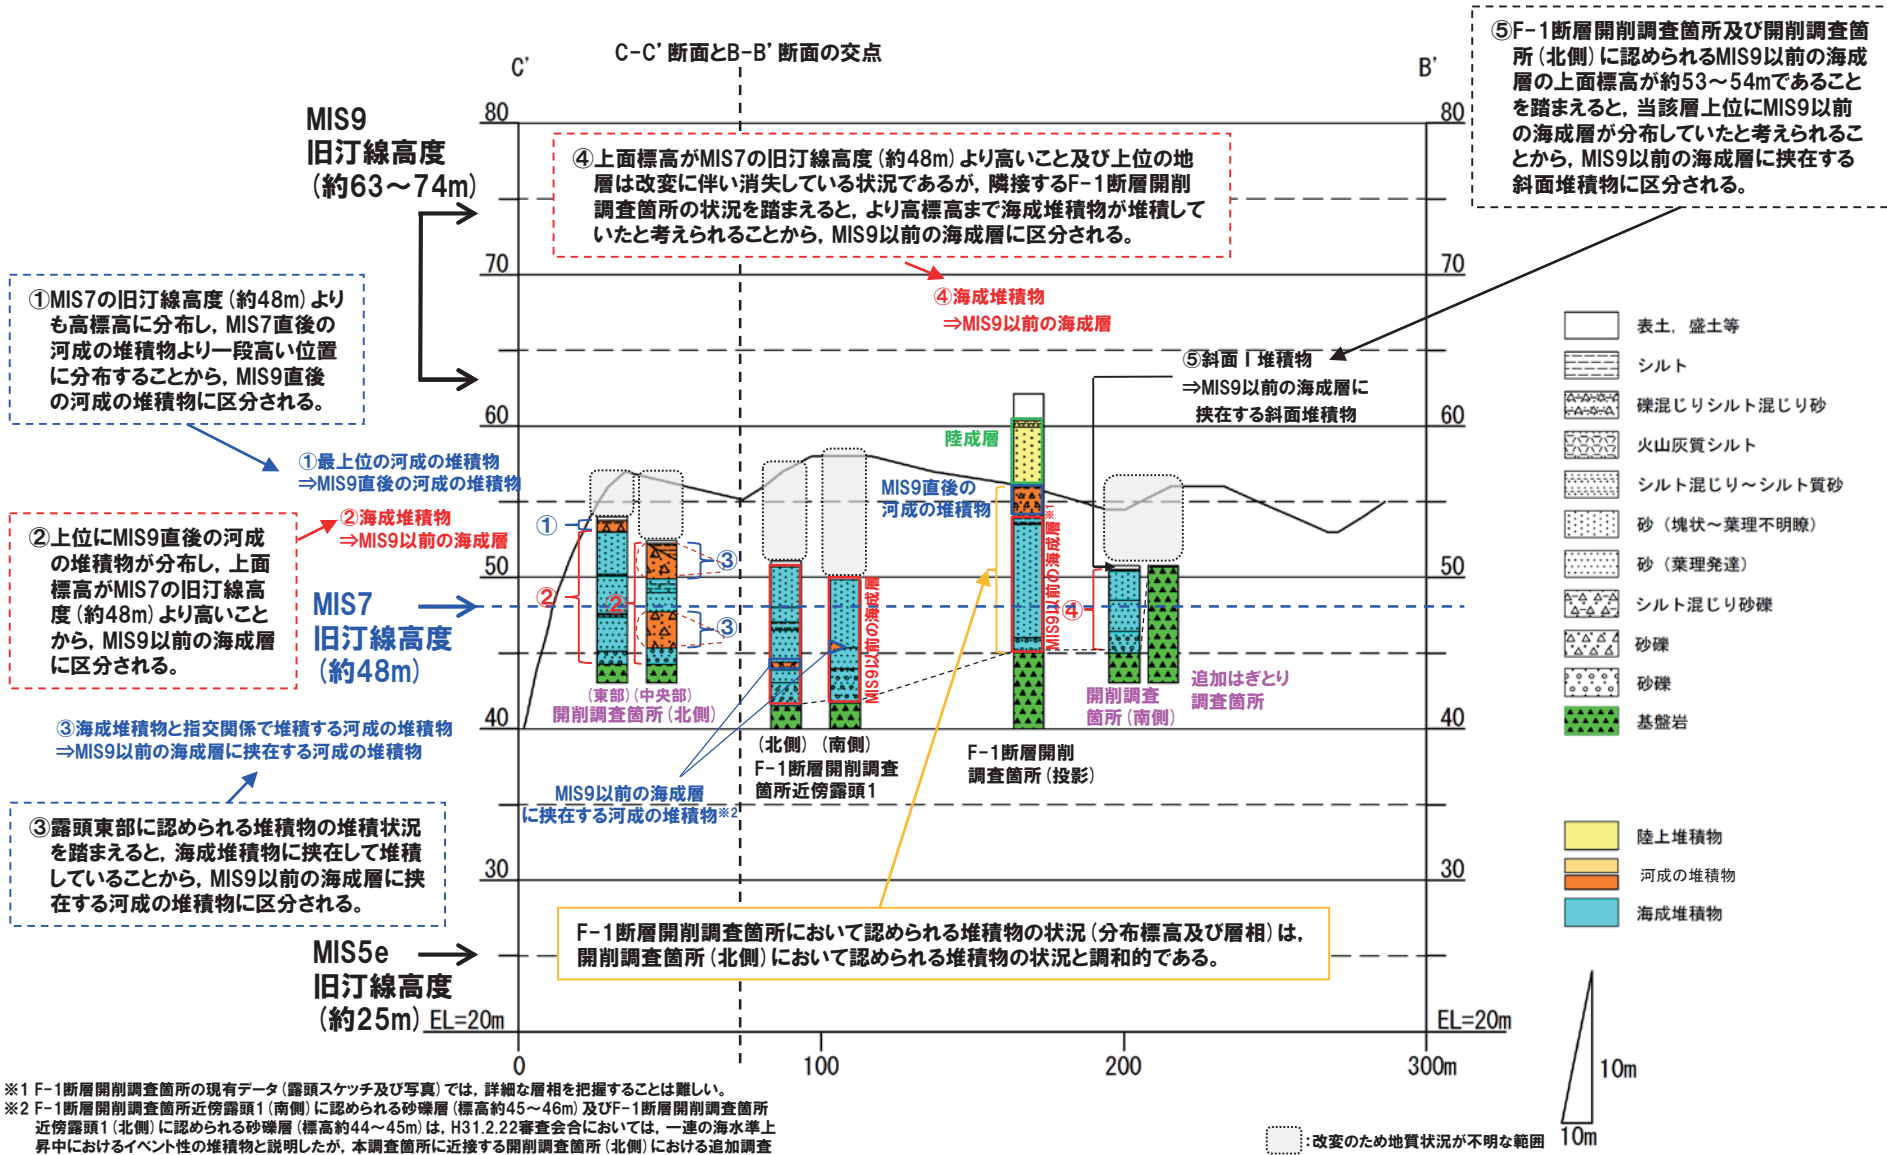 C-C’断面とB-B’断面の交点
C’
B’
⑤F-1断層開削調査箇所及び開削調査箇
所(北側)に認められるMIS9以前の海成
層の上面標高が約53～54mであること
を踏まえると，当該層上位にMIS9以前
の海成層が分布していたと考えられるこ
とから，MIS9以前の海成層に挟在する
斜面堆積物に区分される。
MIS9
旧汀線高度
(約63～74m)
80
80
④上面標高がMIS7の旧汀線高度(約48m)より高いこと及び上位の地
層は改変に伴い消失している状況であるが，隣接するF-1断層開削
調査箇所の状況を踏まえると，より高標高まで海成堆積物が堆積して
いたと考えられることから，MIS9以前の海成層に区分される。
70
70
①MIS7の旧汀線高度(約48m)より
も高標高に分布し，MIS7直後の
河成の堆積物より一段高い位置
に分布することから，MIS9直後
の河成の堆積物に区分される。
④海成堆積物
⇒MIS9以前の海成層
⑤斜面Ⅰ堆積物
⇒MIS9以前の海成層に
挟在する斜面堆積物
60
60
陸成層
①最上位の河成の堆積物
⇒MIS9直後の河成の堆積物
MIS9直後の
河成の堆積物
②上位にMIS9直後の河成
の堆積物が分布し，上面
標高がMIS7の旧汀線高
度(約48m)より高いこと
から，MIS9以前の海成層
に区分される。
②海成堆積物
⇒MIS9以前の海成層
①
②
②
③
③
④
MIS9以前の海成層
MIS9以前の海成層※1
50
50
MIS7
旧汀線高度
(約48m)
(東部)(中央部)
開削調査箇所(北側)
開削調査
箇所(南側)
追加はぎとり
調査箇所
40
40
③海成堆積物と指交関係で堆積する河成の堆積物
⇒MIS9以前の海成層に挟在する河成の堆積物
(北側) (南側)
F-1断層開削調査
箇所近傍露頭1
F-1断層開削
調査箇所(投影)
MIS9以前の海成層
に挟在する河成の堆積物※2
③露頭東部に認められる堆積物の堆積状況
を踏まえると，海成堆積物に挟在して堆積
していることから，MIS9以前の海成層に挟
在する河成の堆積物に区分される。
30
30
F-1断層開削調査箇所において認められる堆積物の状況(分布標高及び層相)は，
開削調査箇所(北側)において認められる堆積物の状況と調和的である。
MIS5e
旧汀線高度
(約25m)
EL=20m
EL=20m
0
100
200
300m
表土，盛土等
シルト
礫混じりシルト混じり砂
火山灰質シルト
シルト混じり～シルト質砂
砂(塊状～葉理不明瞭)
砂(葉理発達)
シルト混じり砂礫
砂礫
砂礫
基盤岩
陸上堆積物
河成の堆積物
海成堆積物
10m
10m
※1 F-1断層開削調査箇所の現有データ(露頭スケッチ及び写真)では，詳細な層相を把握することは難しい。
※2 F-1断層開削調査箇所近傍露頭1(南側)に認められる砂礫層(標高約45～46m)及びF-1断層開削調査箇所
近傍露頭1(北側)に認められる砂礫層(標高約44～45m)は，H31.2.22審査会合においては，一連の海水準上
昇中におけるイベント性の堆積物と説明したが，本調査箇所に近接する開削調査箇所(北側)における追加調査
:改変のため地質状況が不明な範囲